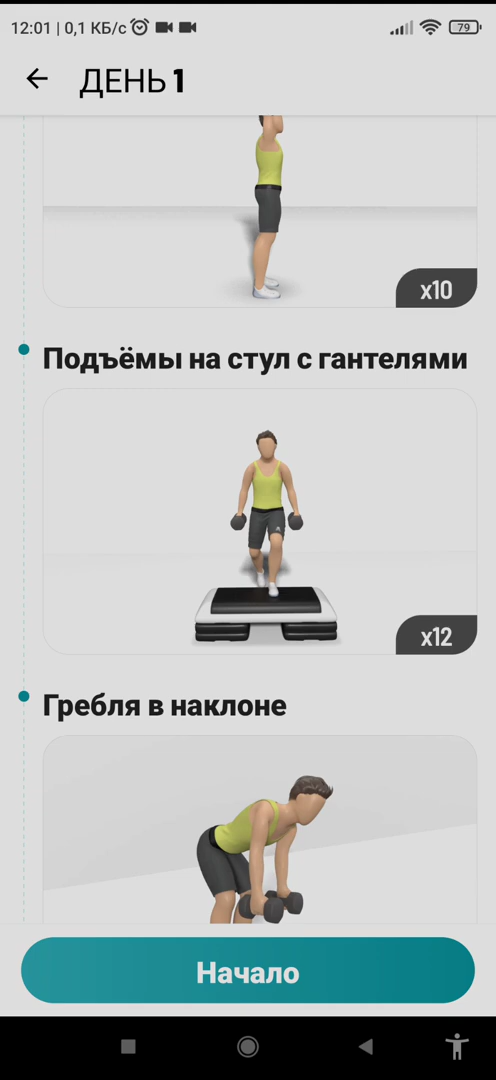 12:01 | 0,1 КБ/с
79
ДЕНЬ 1
x10
Подъёмы на стул с гантелями
x12
Гребля в наклоне
Начало